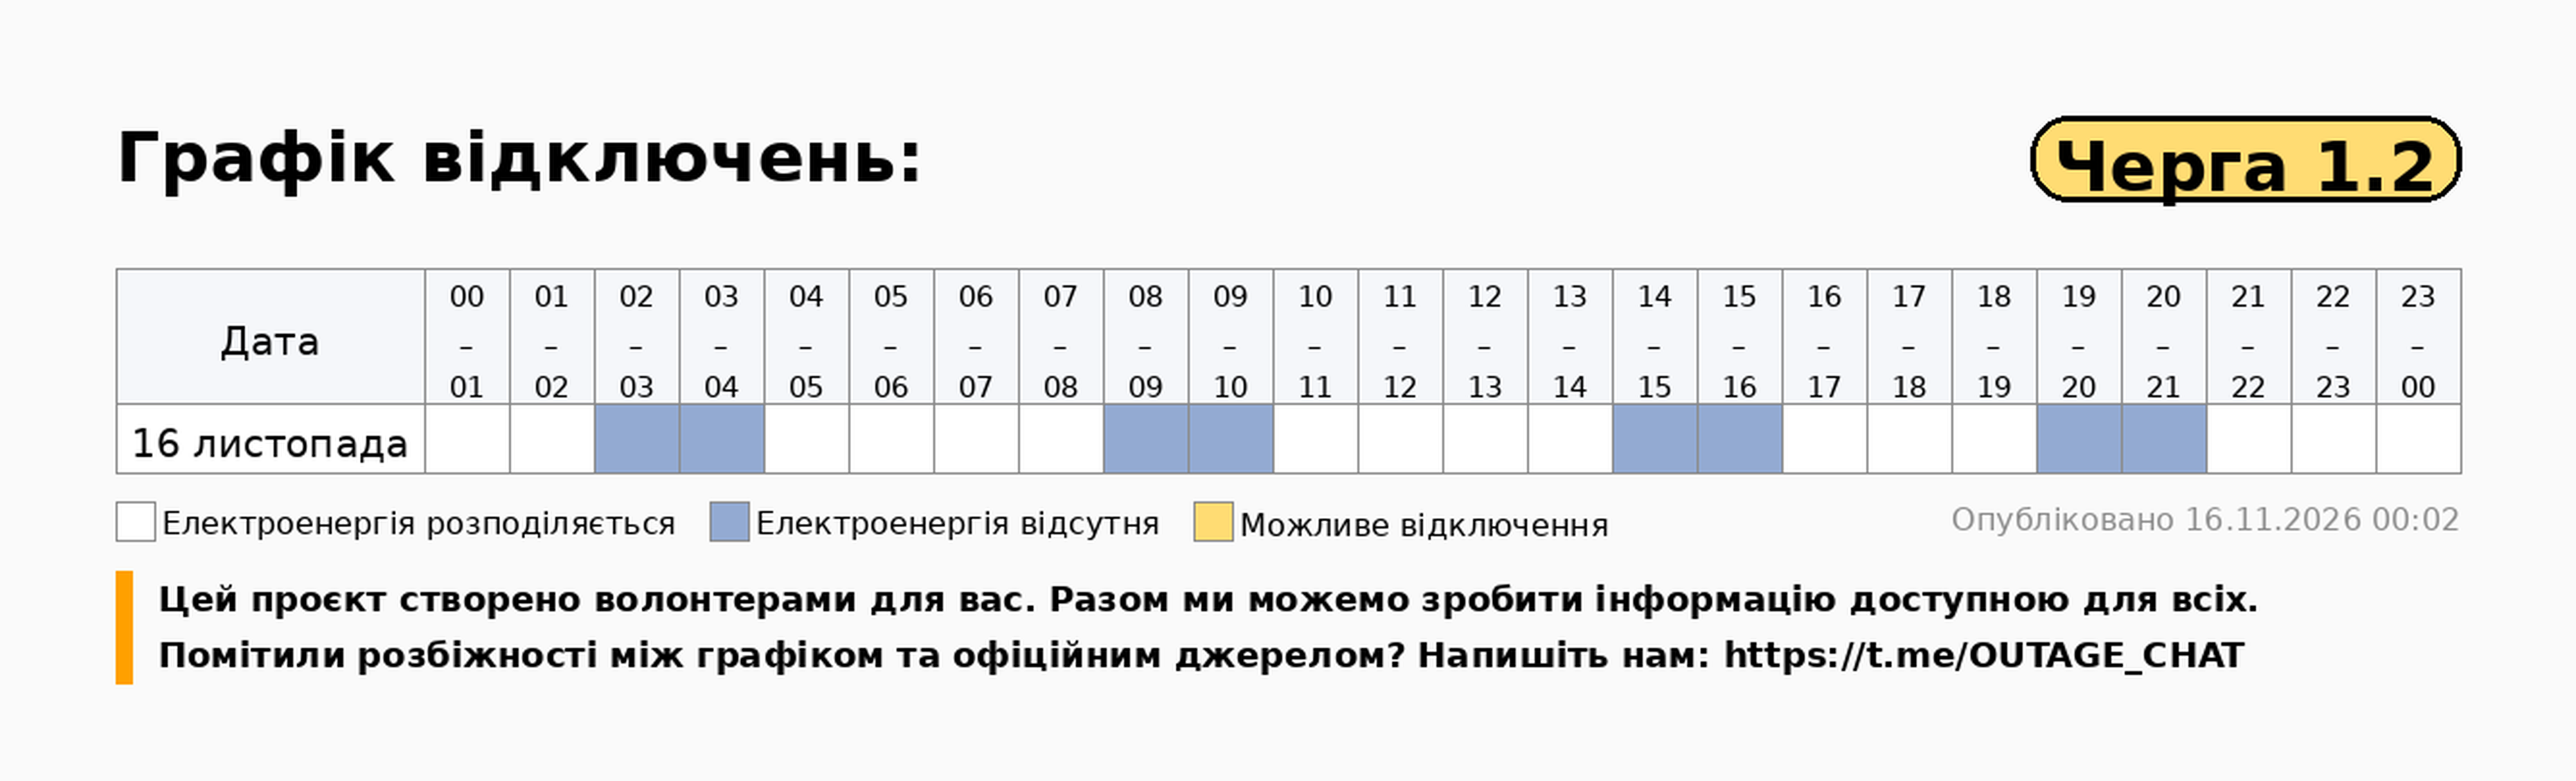 Графік відключень:
Черга 1.2
Дата
00 – 01
01 – 02
02 – 03
03 – 04
04 – 05
05 – 06
06 – 07
07 – 08
08 – 09
09 – 10
10 – 11
11 – 12
12 – 13
13 – 14
14 – 15
15 – 16
16 – 17
17 – 18
18 – 19
19 – 20
20 – 21
21 – 22
22 – 23
23 – 00
16 листопада
Електроенергія розподіляється
Електроенергія відсутня
Можливе відключення
Опубліковано 16.11.2026 00:02
Цей проєкт створено волонтерами для вас. Разом ми можемо зробити інформацію доступною для всіх.
Помітили розбіжності між графіком та офіційним джерелом? Напишіть нам: https://t.me/OUTAGE_CHAT